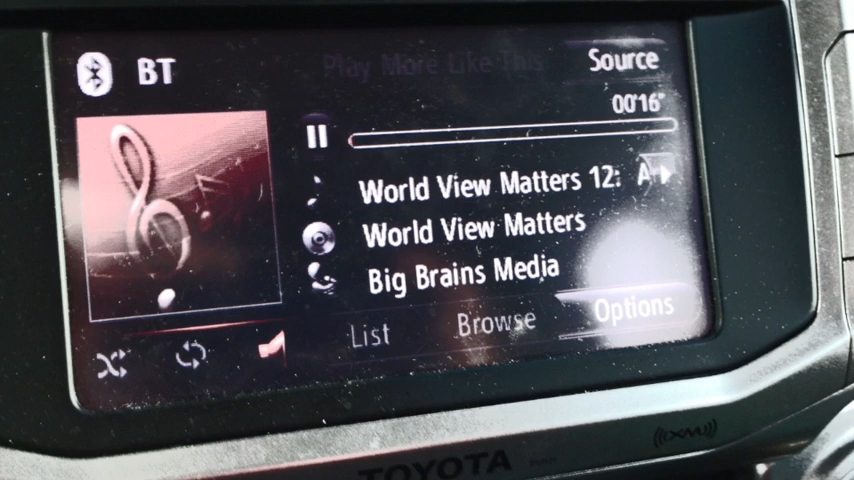 BT
Play More Like This
Source
00'16"
World View Matters 12: A
World View Matters
Big Brains Media
List
Browse
Options
XM
TOYOTA